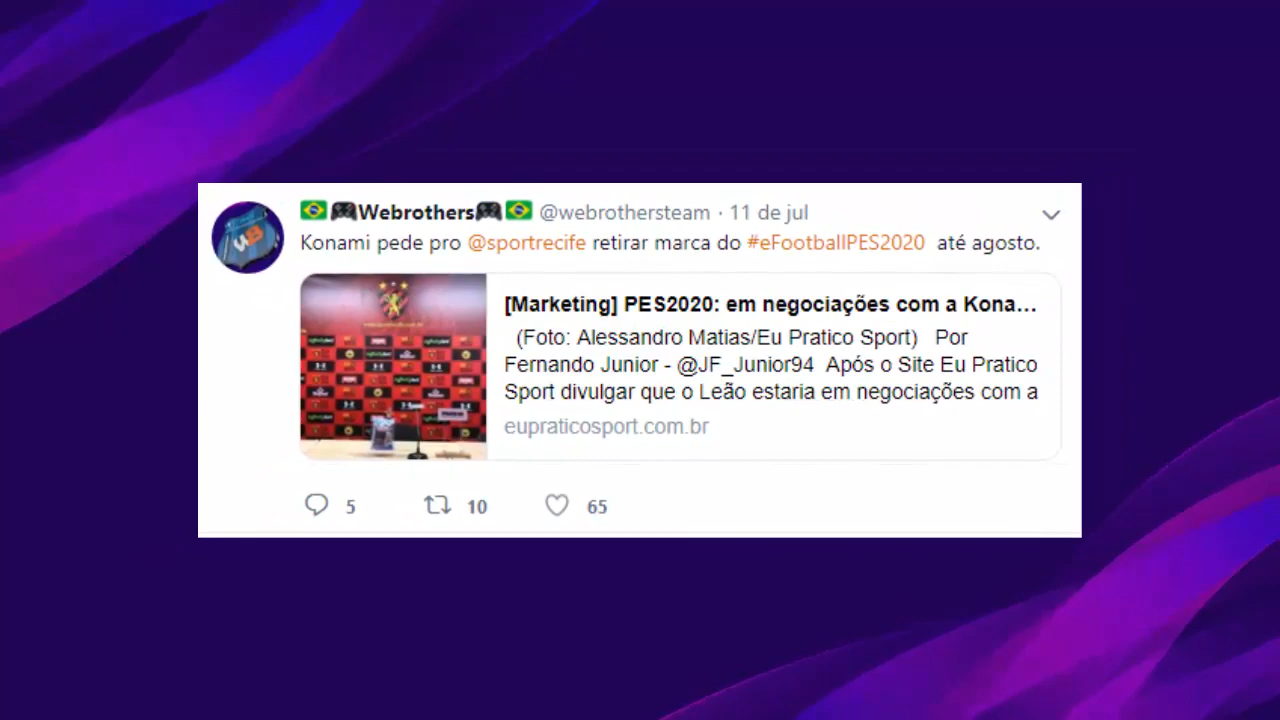 🇧🇷🎮Webrothers🎮🇧🇷 @webrothersteam · 11 de jul
Konami pede pro @sportrecife retirar marca do #eFootballPES2020 até agosto.
[Marketing] PES2020: em negociações com a Kona...
(Foto: Alessandro Matias/Eu Pratico Sport) Por
Fernando Junior - @JF_Junior94 Após o Site Eu Pratico
Sport divulgar que o Leão estaria em negociações com a
eupraticosport.com.br
5 10 65